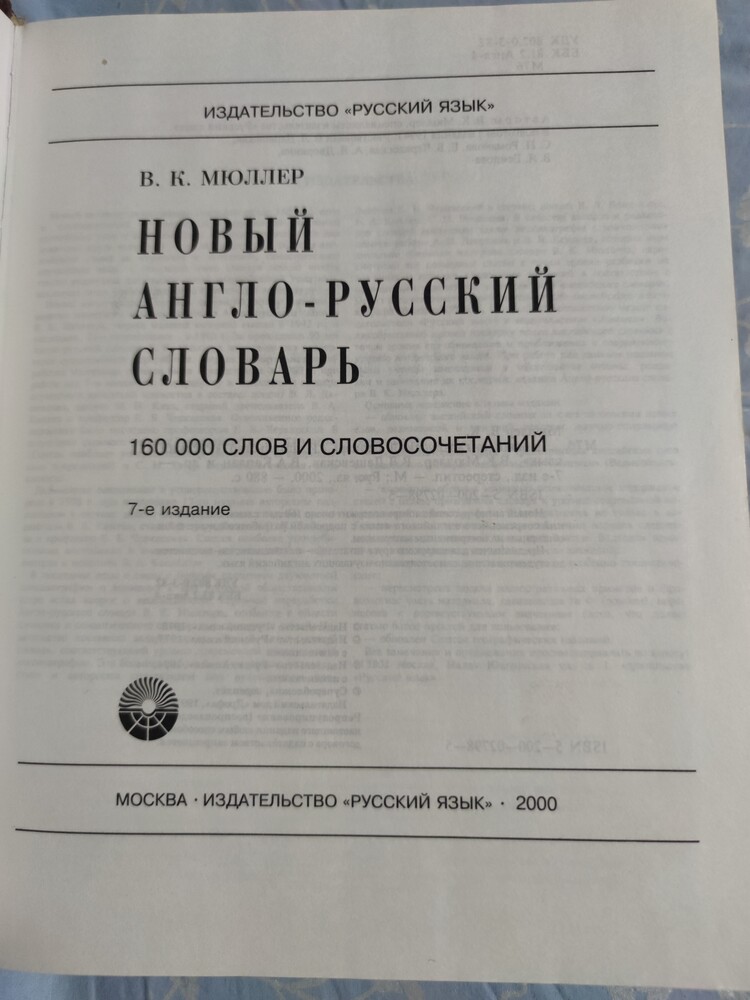 ИЗДАТЕЛЬСТВО «РУССКИЙ ЯЗЫК»
В. К. МЮЛЛЕР
НОВЫЙ
АНГЛО-РУССКИЙ
СЛОВАРЬ
160 000 СЛОВ И СЛОВОСОЧЕТАНИЙ
7-е издание
МОСКВА · ИЗДАТЕЛЬСТВО «РУССКИЙ ЯЗЫК» · 2000